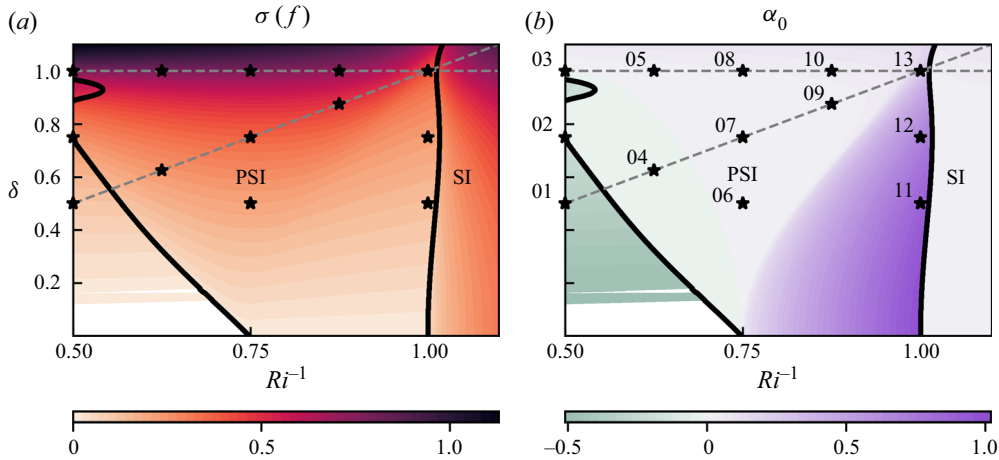 (a) σ (f)
1.0
0.8
0.6
δ
0.4
0.2
PSI
SI
0.50 0.75 1.00
Ri⁻¹
0 0.5 1.0
(b) α₀
03 05 08 10 13
09
02 07 12
04
PSI
SI
01 06 11
0.50 0.75 1.00
Ri⁻¹
−0.5 0 0.5 1.0